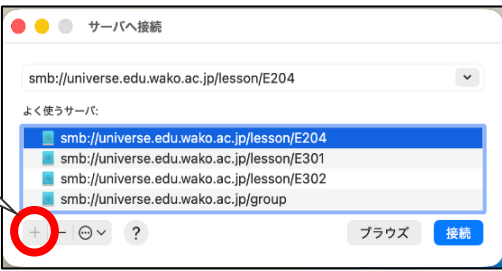 サーバへ接続
smb://universe.edu.wako.ac.jp/lesson/E204
よく使うサーバ:
smb://universe.edu.wako.ac.jp/lesson/E204
smb://universe.edu.wako.ac.jp/lesson/E301
smb://universe.edu.wako.ac.jp/lesson/E302
smb://universe.edu.wako.ac.jp/group
+ − ? ブラウズ 接続